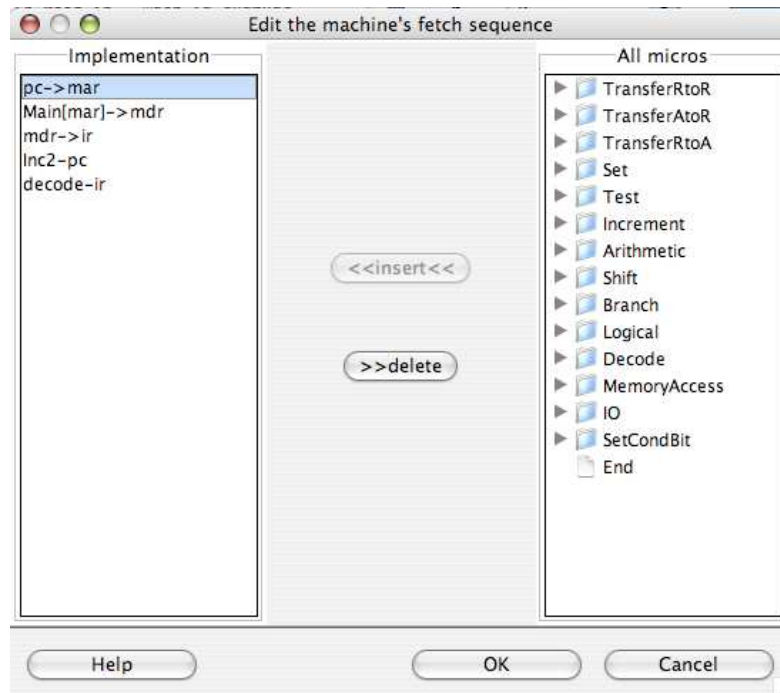 Edit the machine's fetch sequence
Implementation
pc->mar
Main[mar]->mdr
mdr->ir
Inc2-pc
decode-ir
<<insert<<
>>delete
All micros
TransferRtoR
TransferAtoR
TransferRtoA
Set
Test
Increment
Arithmetic
Shift
Branch
Logical
Decode
MemoryAccess
IO
SetCondBit
End
Help
OK
Cancel